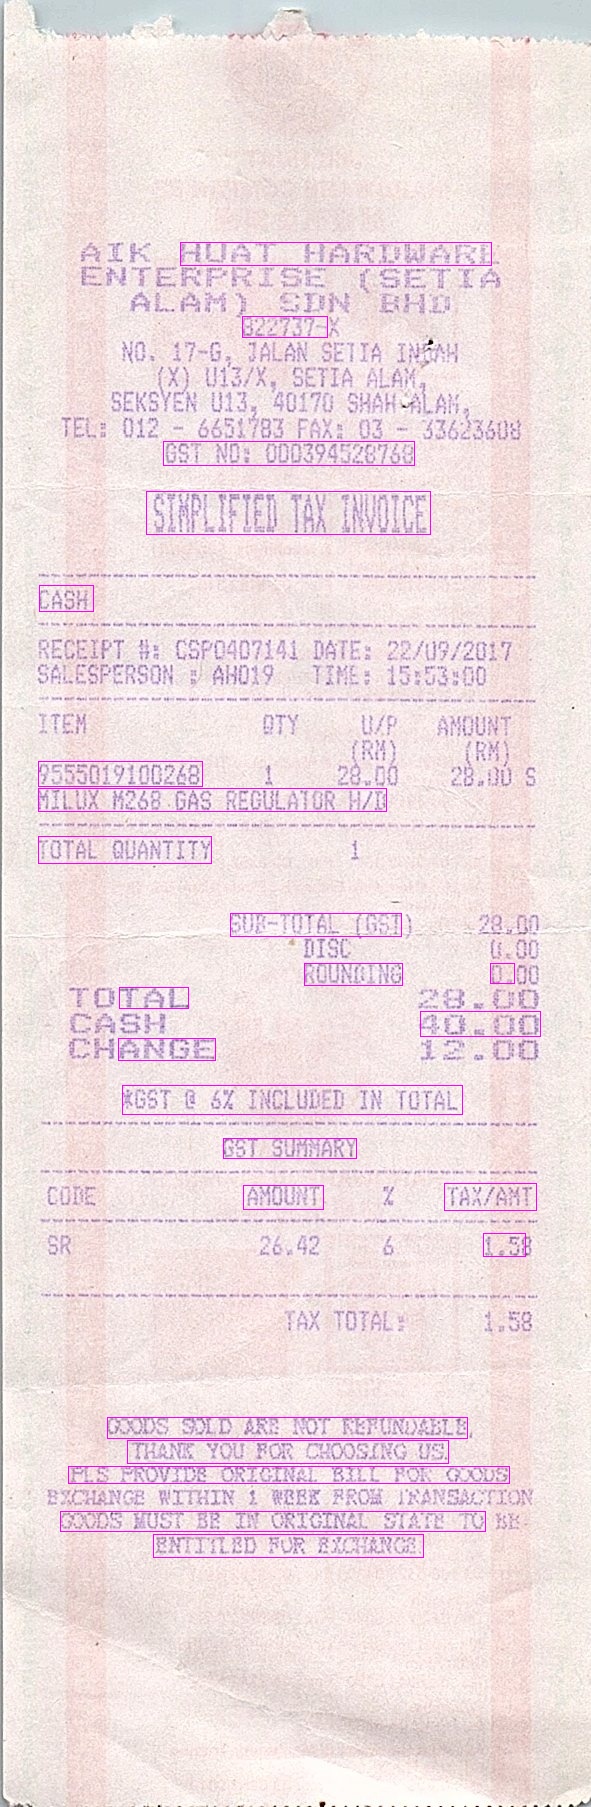 AIK HUAT HARDWARE
ENTERPRISE (SETIA
ALAM) SDN BHD
822737-X
NO. 17-G, JALAN SETIA INDAH
(X) U13/X, SETIA ALAM,
SEKSYEN U13, 40170 SHAH ALAM,
TEL: 012 - 6651783 FAX: 03 - 33623608
GST NO: 000394528768
SIMPLIFIED TAX INVOICE
CASH
RECEIPT #: CSP0407141 DATE: 22/09/2017
SALESPERSON : AH019 TIME: 15:53:00
ITEM QTY U/P AMOUNT
(RM) (RM)
9555019100268 1 28.00 28.00 S
MILUX M268 GAS REGULATOR H/D
TOTAL QUANTITY 1
SUB-TOTAL (GST) 28.00
DISC 0.00
ROUNDING 0.00
TOTAL 28.00
CASH 40.00
CHANGE 12.00
*GST @ 6% INCLUDED IN TOTAL
GST SUMMARY
CODE AMOUNT % TAX/AMT
SR 26.42 6 1.58
TAX TOTAL: 1.58
GOODS SOLD ARE NOT REFUNDABLE,
THANK YOU FOR CHOOSING US.
PLS PROVIDE ORIGINAL BILL FOR GOODS
EXCHANGE WITHIN 1 WEEK FROM TRANSACTION
GOODS MUST BE IN ORIGINAL STATE TO BE
ENTITLED FOR EXCHANGE.